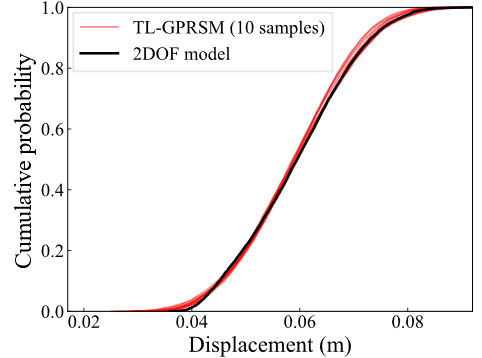 TL-GPRSM (10 samples)
2DOF model
Cumulative probability
1.0
0.8
0.6
0.4
0.2
0.0
0.02 0.04 0.06 0.08
Displacement (m)